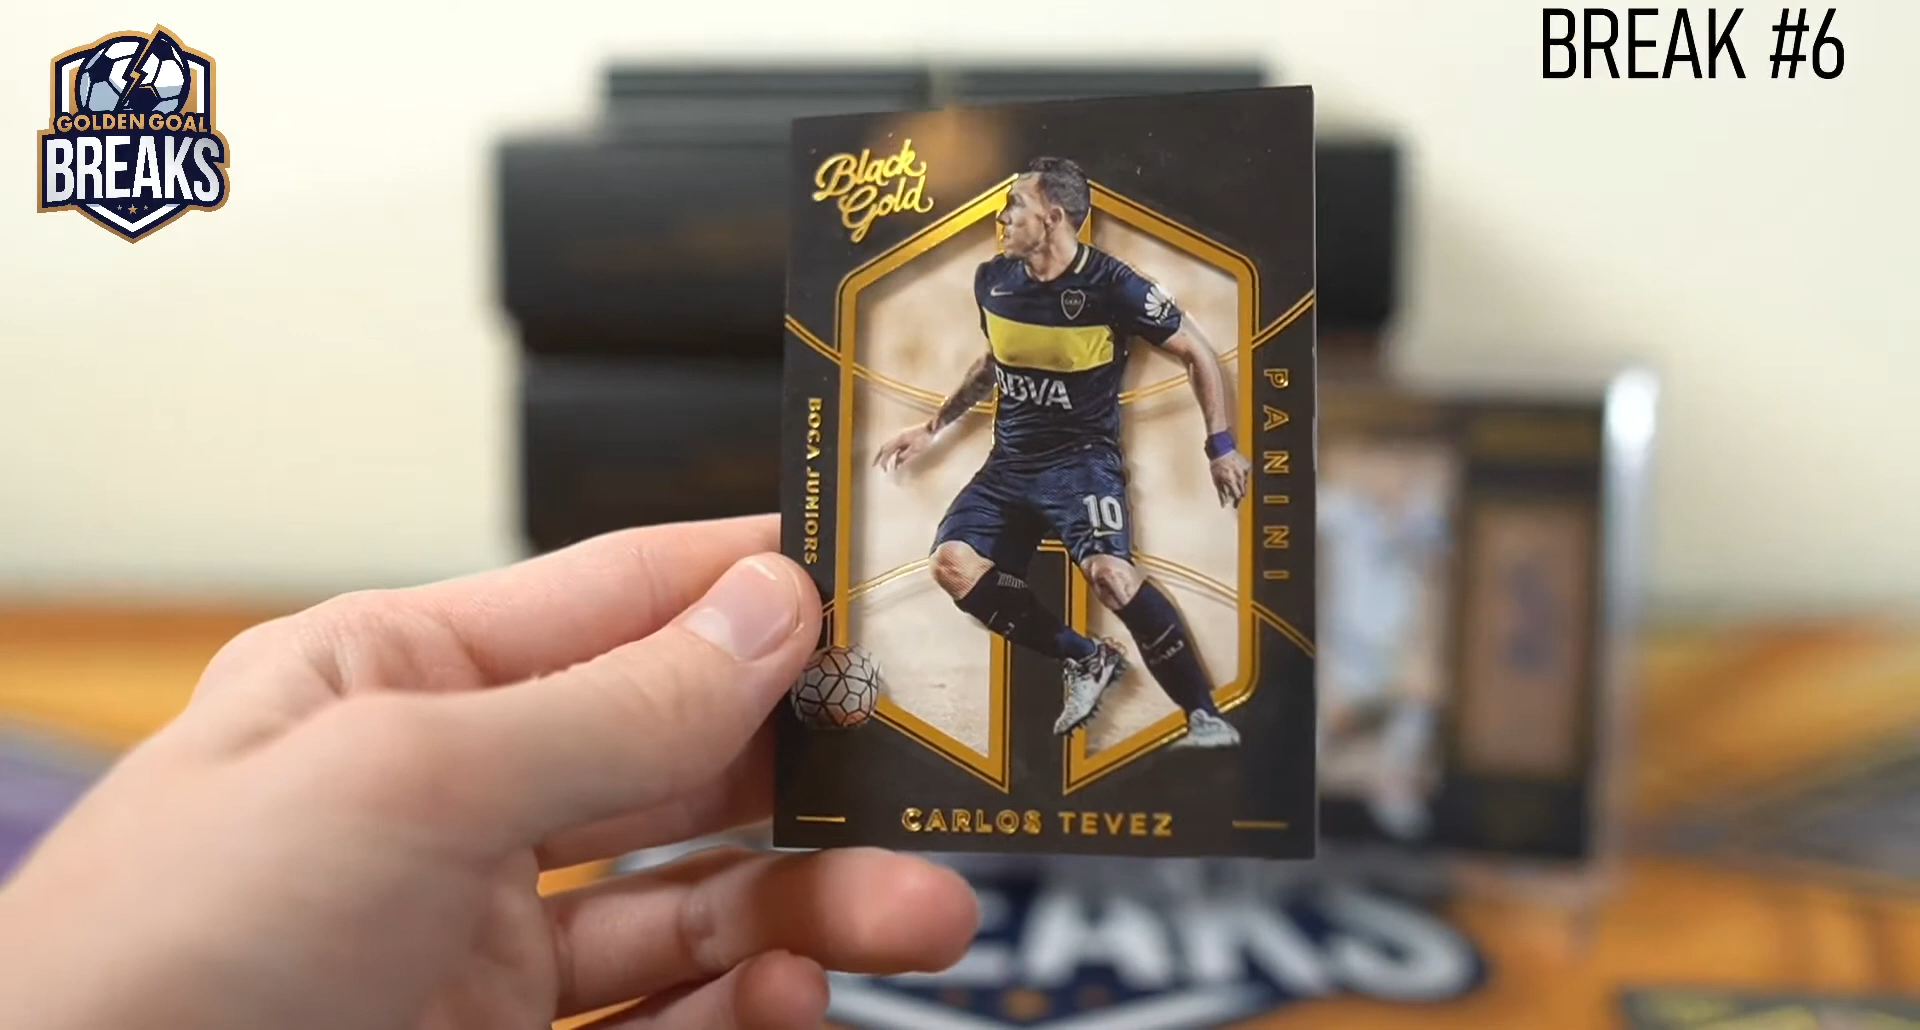 GOLDEN GOAL
BREAKS
BREAK #6
Black
Gold
BOCA JUNIORS
BBVA
10
PANINI
CARLOS TEVEZ